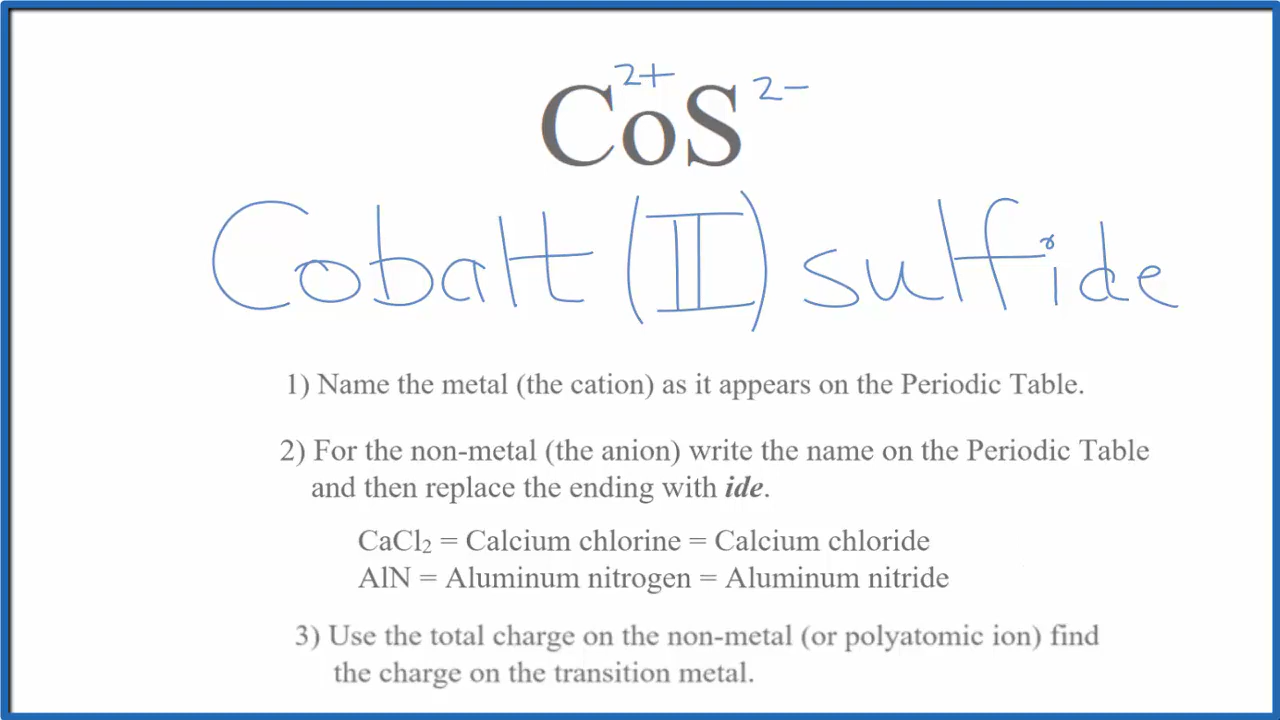 2+ 2-
CoS
Cobalt (II) sulfide
1) Name the metal (the cation) as it appears on the Periodic Table.
2) For the non-metal (the anion) write the name on the Periodic Table
and then replace the ending with ide.
CaCl₂ = Calcium chlorine = Calcium chloride
AlN = Aluminum nitrogen = Aluminum nitride
3) Use the total charge on the non-metal (or polyatomic ion) find
the charge on the transition metal.